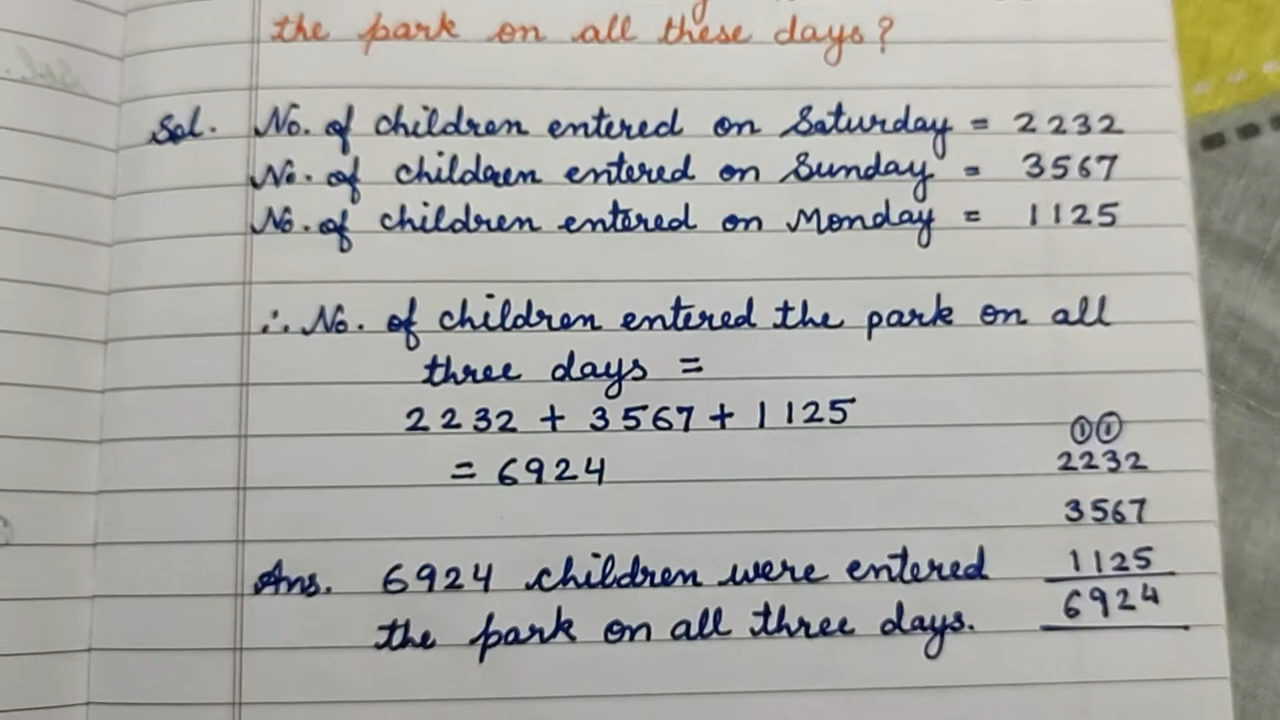 the park on all these days?
Sol. No. of children entered on Saturday = 2232
No. of children entered on Sunday = 3567
No. of children entered on Monday = 1125
∴ No. of children entered the park on all
three days =
2232 + 3567 + 1125
= 6924
① ①
2232
3567
1125
6924
Ans. 6924 children were entered
the park on all three days.